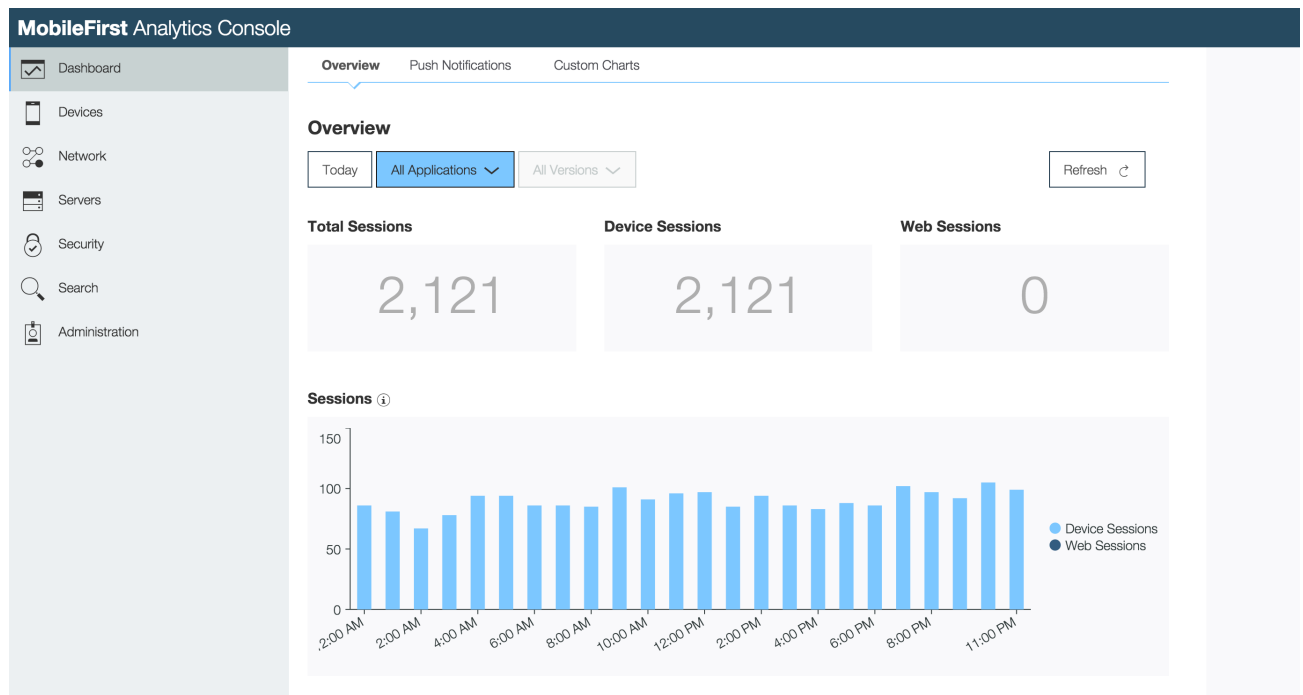 MobileFirst Analytics Console
Dashboard
Devices
Network
Servers
Security
Search
Administration
Overview Push Notifications Custom Charts
Overview
Today All Applications All Versions Refresh
Total Sessions Device Sessions Web Sessions
2,121 2,121 0
Sessions
150
100
50
0
2:00 AM 2:00 AM 4:00 AM 6:00 AM 8:00 AM 10:00 AM 12:00 PM 2:00 PM 4:00 PM 6:00 PM 8:00 PM 11:00 PM
Device Sessions
Web Sessions